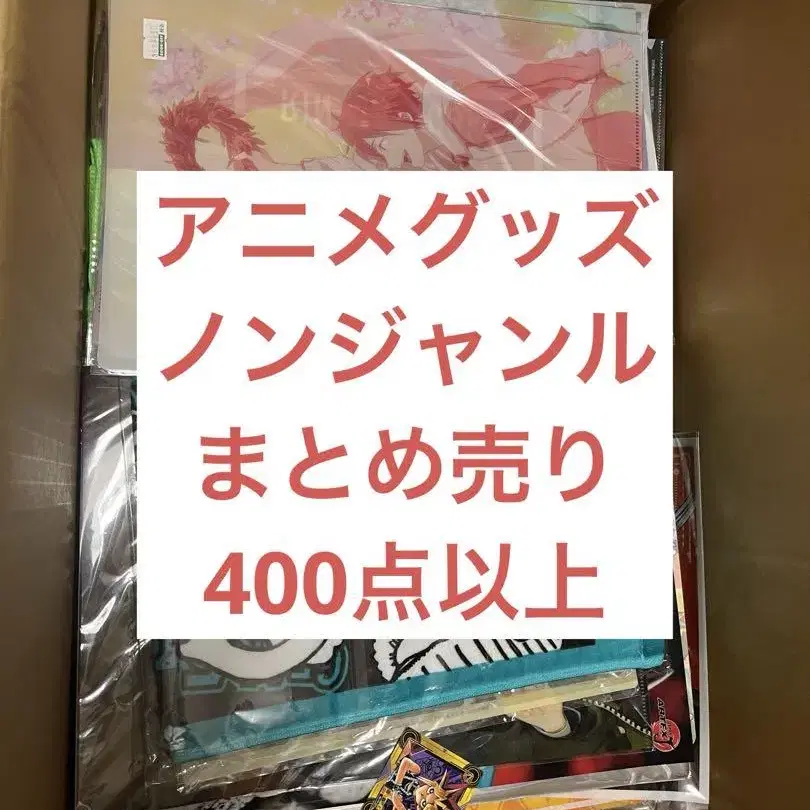 アニメグッズ
ノンジャンル
まとめ売り
400点以上